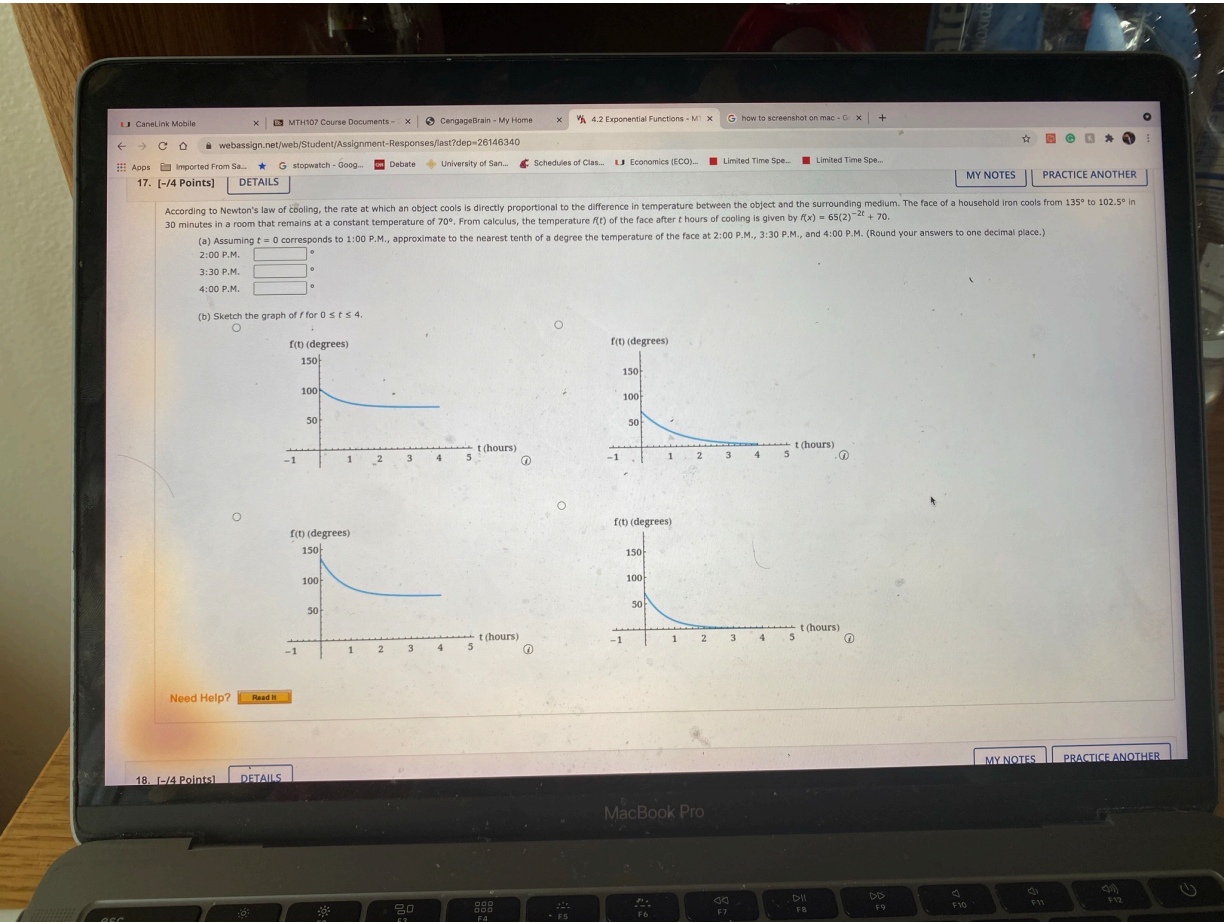 CaneLink Mobile
MTH107 Course Documents -
CengageBrain - My Home
4.2 Exponential Functions - M
how to screenshot on mac - G
webassign.net/web/Student/Assignment-Responses/last?dep=26146340
Apps
Imported From Sa...
stopwatch - Goog...
Debate
University of San...
Schedules of Clas...
Economics (ECO)...
Limited Time Spe...
Limited Time Spe...
17. [-/4 Points]
DETAILS
MY NOTES
PRACTICE ANOTHER
According to Newton's law of cooling, the rate at which an object cools is directly proportional to the difference in temperature between the object and the surrounding medium. The face of a household iron cools from 135° to 102.5° in
30 minutes in a room that remains at a constant temperature of 70°. From calculus, the temperature f(t) of the face after t hours of cooling is given by f(x) = 65(2)^−2t + 70.
(a) Assuming t = 0 corresponds to 1:00 P.M., approximate to the nearest tenth of a degree the temperature of the face at 2:00 P.M., 3:30 P.M., and 4:00 P.M. (Round your answers to one decimal place.)
2:00 P.M. °
3:30 P.M. °
4:00 P.M. °
(b) Sketch the graph of f for 0 ≤ t ≤ 4.
f(t) (degrees)
150
100
50
t (hours)
-1 1 2 3 4 5
f(t) (degrees)
150
100
50
t (hours)
-1 1 2 3 4 5
f(t) (degrees)
150
100
50
t (hours)
-1 1 2 3 4 5
f(t) (degrees)
150
100
50
t (hours)
-1 1 2 3 4 5
Need Help?
Read It
18. [-/4 Points]
DETAILS
MY NOTES
PRACTICE ANOTHER
MacBook Pro
esc
F3
F4
F5
F6
F7
F8
F9
F10
F11
F12